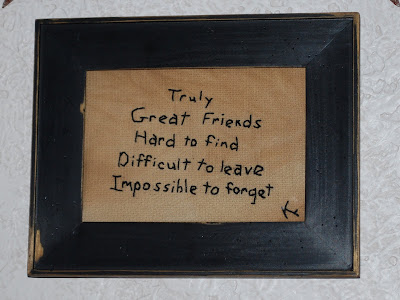 Truly
Great Friends
Hard to find
Difficult to leave
Impossible to forget